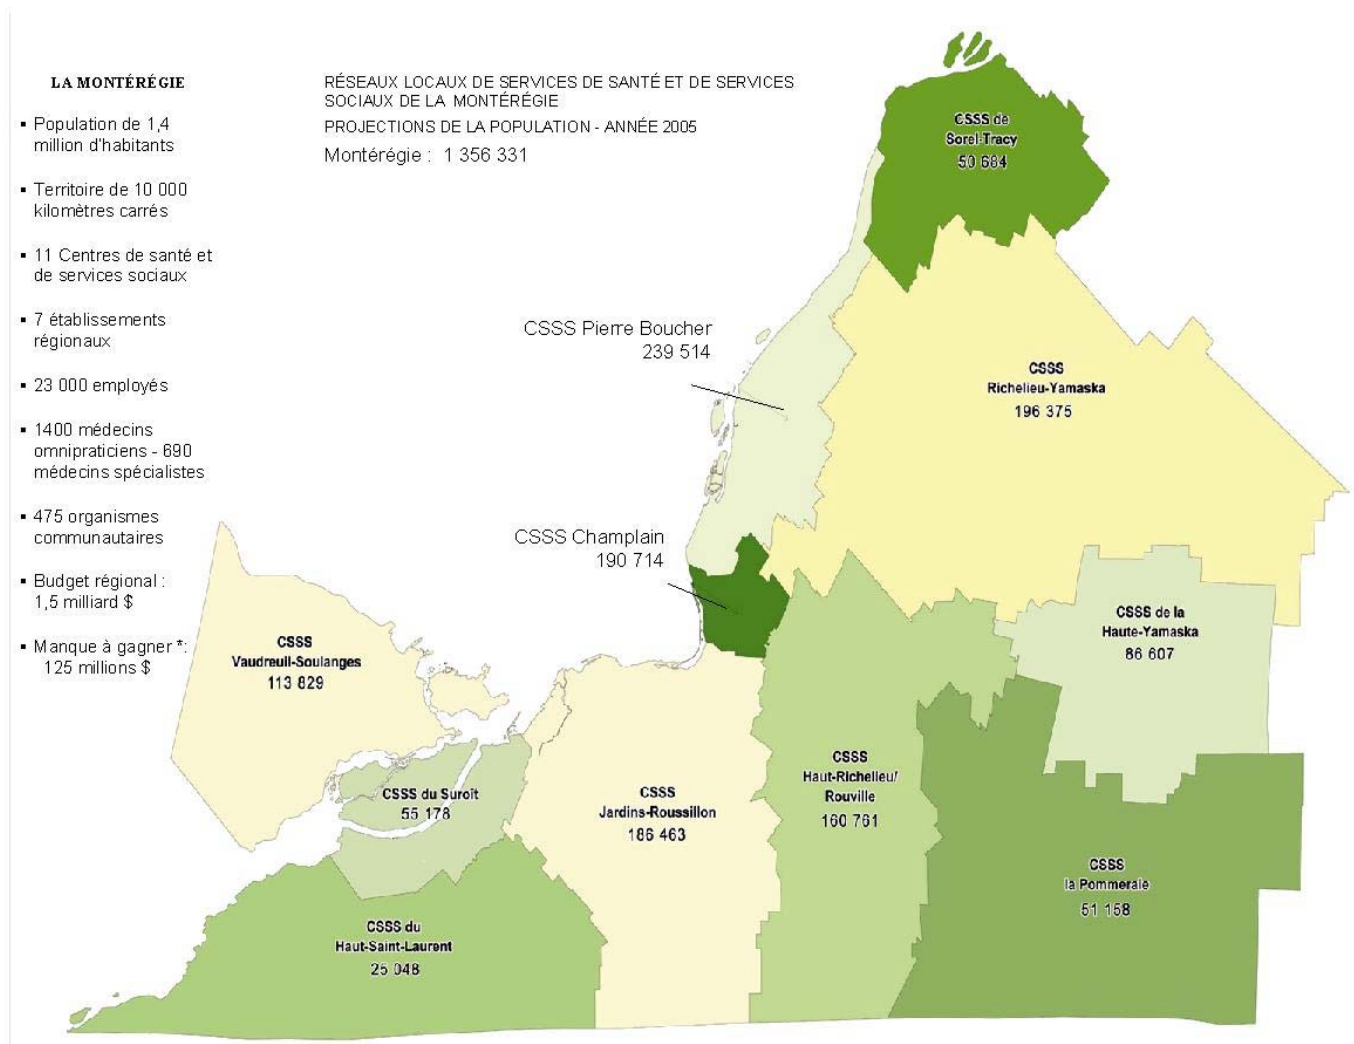 LA MONTÉRÉGIE
▪ Population de 1,4
million d'habitants
▪ Territoire de 10 000
kilomètres carrés
▪ 11 Centres de santé et
de services sociaux
▪ 7 établissements
régionaux
▪ 23 000 employés
▪ 1400 médecins
omnipraticiens - 690
médecins spécialistes
▪ 475 organismes
communautaires
▪ Budget régional :
1,5 milliard $
▪ Manque à gagner *:
125 millions $
RÉSEAUX LOCAUX DE SERVICES DE SANTÉ ET DE SERVICES
SOCIAUX DE LA MONTÉRÉGIE
PROJECTIONS DE LA POPULATION - ANNÉE 2005
Montérégie : 1 356 331
CSSS de
Sorel-Tracy
50 684
CSSS Pierre Boucher
239 514
CSSS
Richelieu-Yamaska
196 375
CSSS Champlain
190 714
CSSS de la
Haute-Yamaska
86 607
CSSS
Vaudreuil-Soulanges
113 829
CSSS du Suroît
55 178
CSSS
Jardins-Roussillon
186 463
CSSS
Haut-Richelieu/
Rouville
160 761
CSSS
la Pommeraie
51 158
CSSS du
Haut-Saint-Laurent
25 048